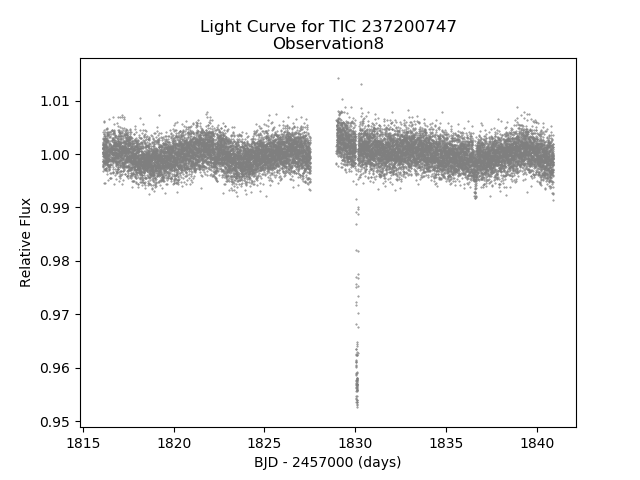 Light Curve for TIC 237200747
Observation8
1.01
1.00
0.99
0.98
0.97
0.96
0.95
Relative Flux
1815 1820 1825 1830 1835 1840
BJD - 2457000 (days)